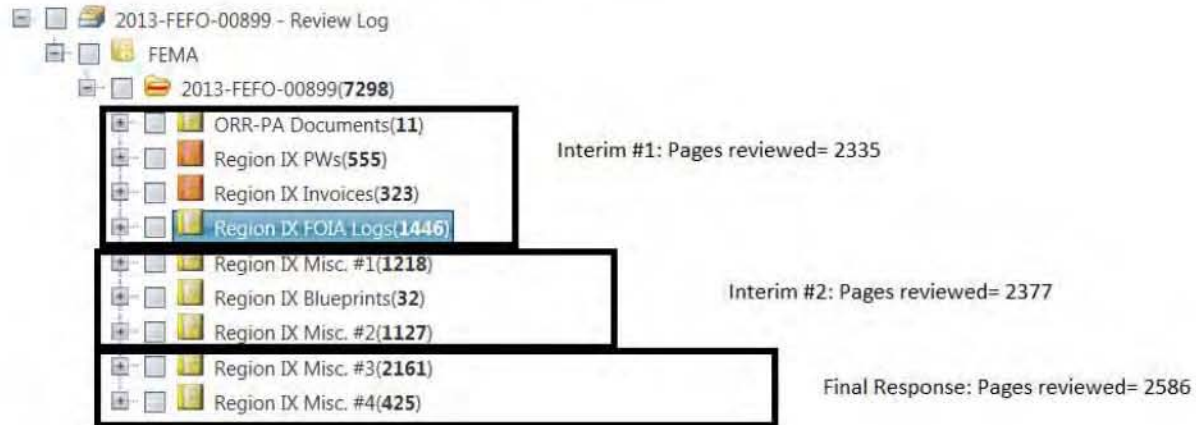 2013-FEFO-00899 - Review Log
FEMA
2013-FEFO-00899(7298)
ORR-PA Documents(11)
Region IX PWs(555)
Interim #1: Pages reviewed= 2335
Region IX Invoices(323)
Region IX FOIA Logs(1446)
Region IX Misc. #1(1218)
Region IX Blueprints(32)
Interim #2: Pages reviewed= 2377
Region IX Misc. #2(1127)
Region IX Misc. #3(2161)
Region IX Misc. #4(425)
Final Response: Pages reviewed= 2586